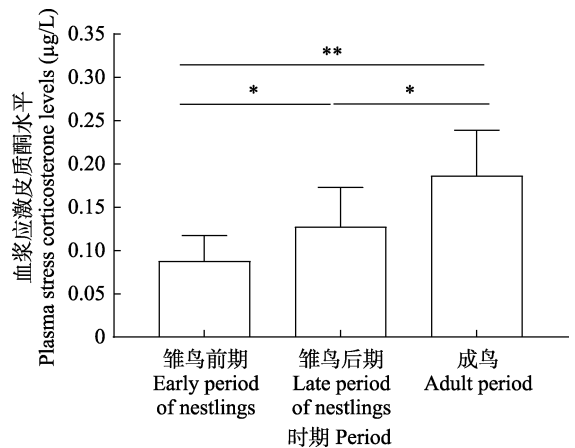 血浆应激皮质酮水平
Plasma stress corticosterone levels (μg/L)
0.35
0.30
0.25
0.20
0.15
0.10
0.05
0
**
*
*
雏鸟前期
Early period
of nestlings
雏鸟后期
Late period
of nestlings
成鸟
Adult period
时期 Period